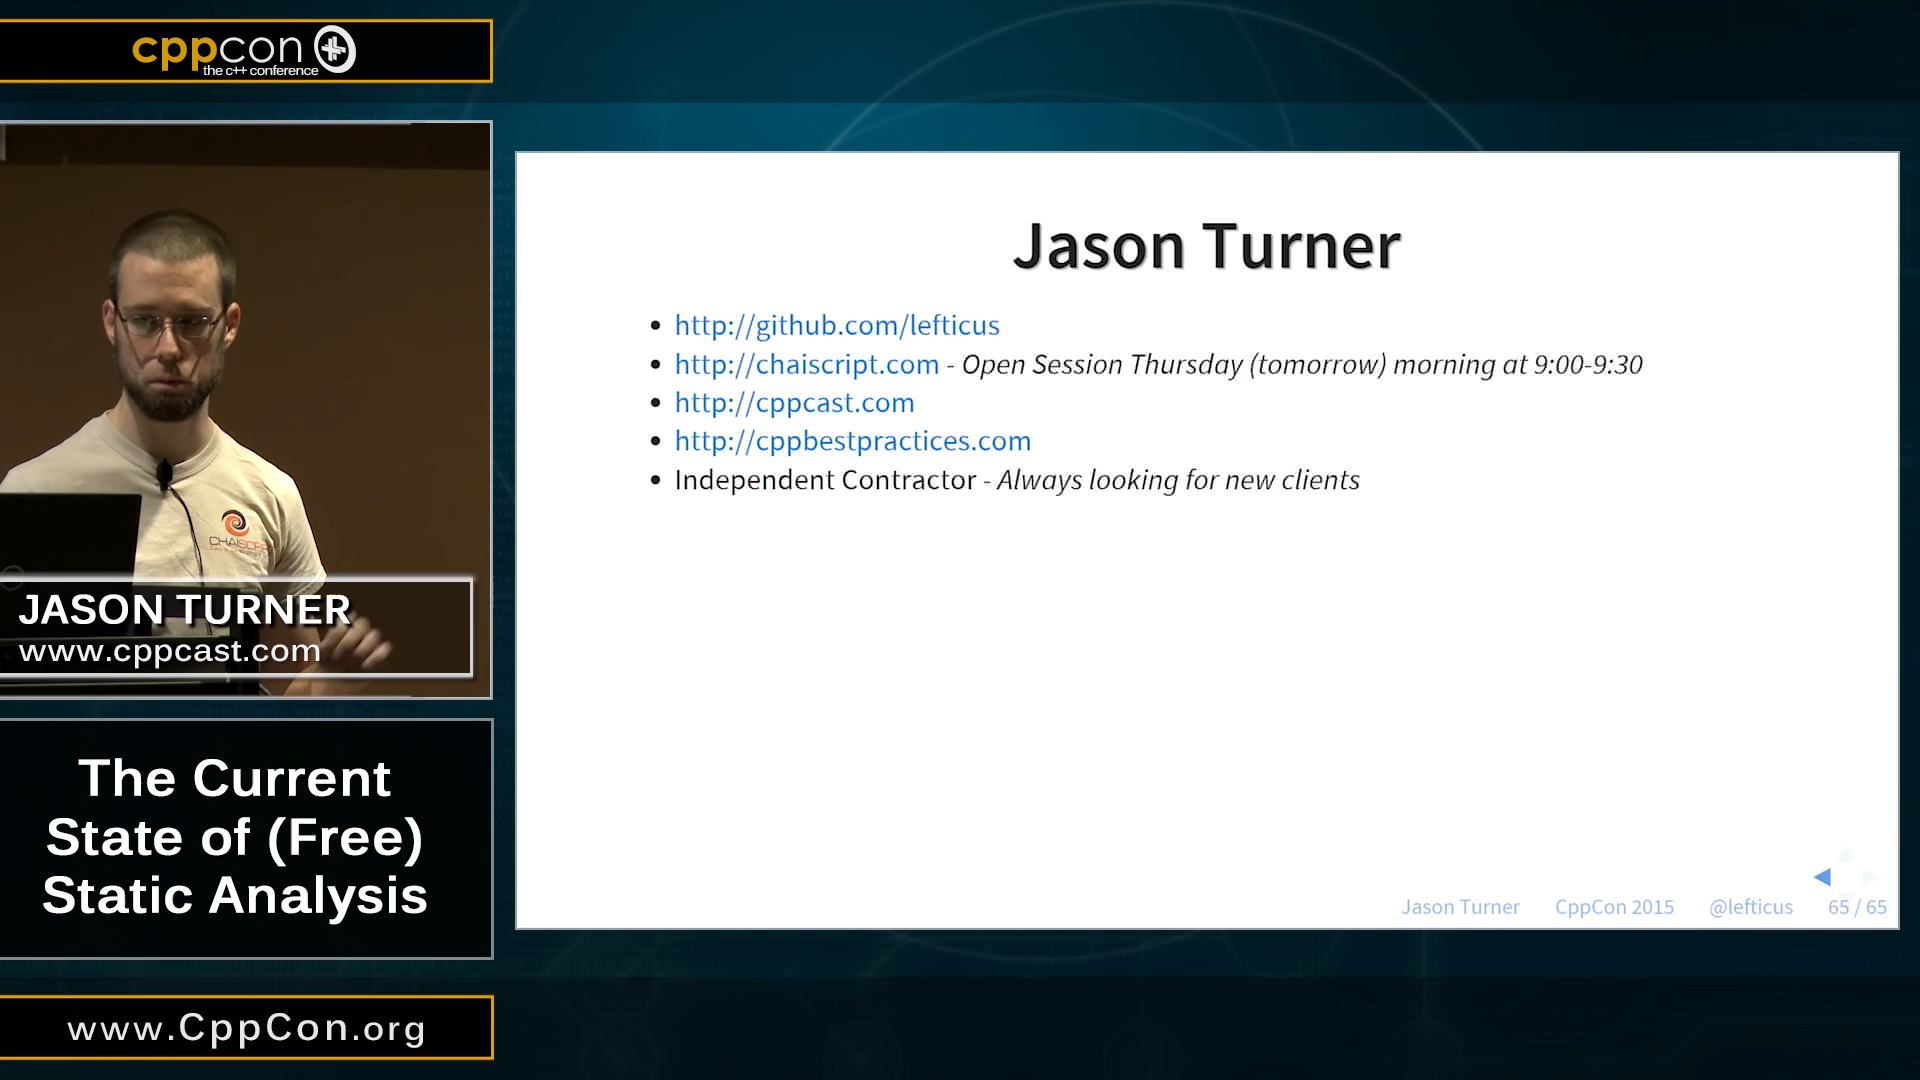 cppcon
the c++ conference
CHAISCRI
JASON TURNER
www.cppcast.com
The Current
State of (Free)
Static Analysis
www.CppCon.org
Jason Turner
http://github.com/lefticus
http://chaiscript.com - Open Session Thursday (tomorrow) morning at 9:00-9:30
http://cppcast.com
http://cppbestpractices.com
Independent Contractor - Always looking for new clients
Jason Turner CppCon 2015 @lefticus 65 / 65